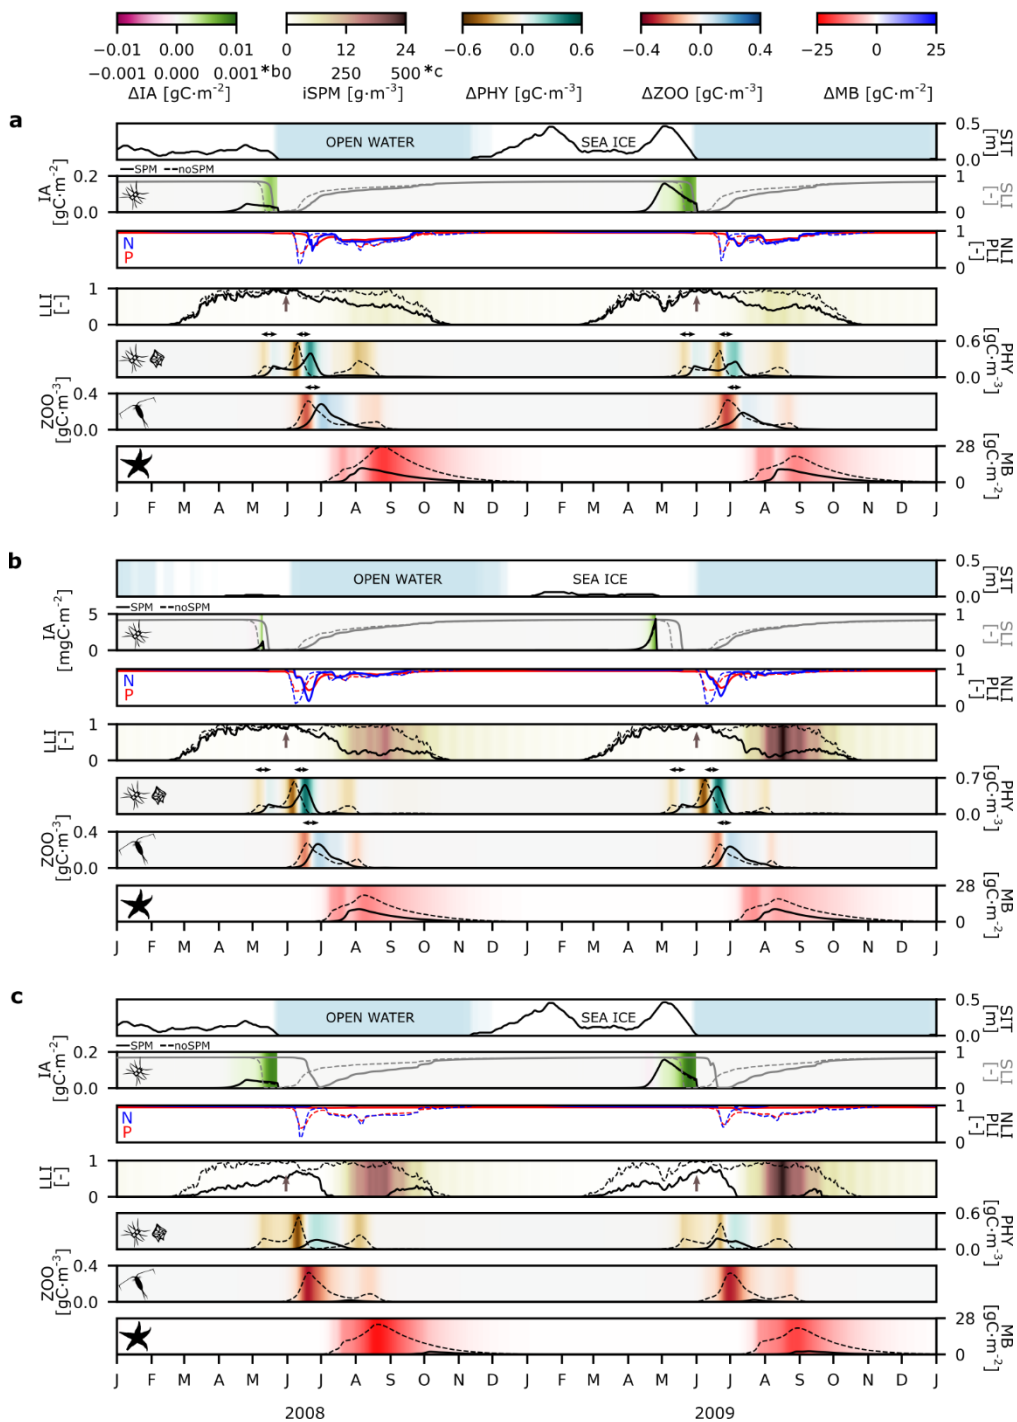 −0.01 0.00 0.01 0 12 24 −0.6 0.0 0.6 −0.4 0.0 0.4 −25 0 25
−0.001 0.000 0.001*b 0 250 500*c
ΔIA [gC·m⁻²] iSPM [g·m⁻³] ΔPHY [gC·m⁻³] ΔZOO [gC·m⁻³] ΔMB [gC·m⁻²]
a
OPEN WATER SEA ICE 0.5 0.0 SIT [m]
SPM noSPM
IA [gC·m⁻²] 0.2 0.0 1 0 SLI [-]
N P 1 0 NLI PLI [-]
LLI [-] 1 0
0.6 0.0 PHY [gC·m⁻³]
ZOO [gC·m⁻³] 0.4 0.0
28 0 MB [gC·m⁻²]
J F M A M J J A S O N D J F M A M J J A S O N D J
b
OPEN WATER SEA ICE 0.5 0.0 SIT [m]
SPM noSPM
IA [mgC·m⁻²] 5 0 1 0 SLI [-]
N P 1 0 NLI PLI [-]
LLI [-] 1 0
0.7 0.0 PHY [gC·m⁻³]
ZOO [gC·m⁻³] 0.4 0.0
28 0 MB [gC·m⁻²]
J F M A M J J A S O N D J F M A M J J A S O N D J
c
OPEN WATER SEA ICE 0.5 0.0 SIT [m]
SPM noSPM
IA [gC·m⁻²] 0.2 0.0 1 0 SLI [-]
N P 1 0 NLI PLI [-]
LLI [-] 1 0
0.6 0.0 PHY [gC·m⁻³]
ZOO [gC·m⁻³] 0.4 0.0
28 0 MB [gC·m⁻²]
J F M A M J J A S O N D J F M A M J J A S O N D J
2008 2009